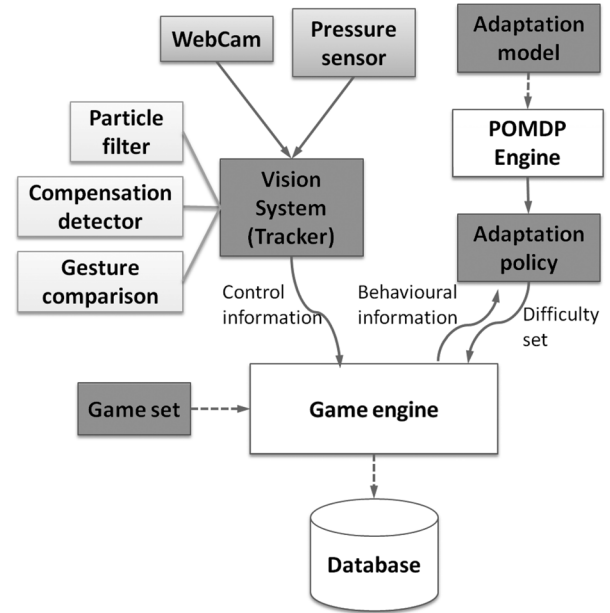 WebCam
Pressure
sensor
Adaptation
model
Particle
filter
Compensation
detector
Gesture
comparison
Vision
System
(Tracker)
POMDP
Engine
Adaptation
policy
Control
information
Behavioural
information
Difficulty
set
Game set
Game engine
Database